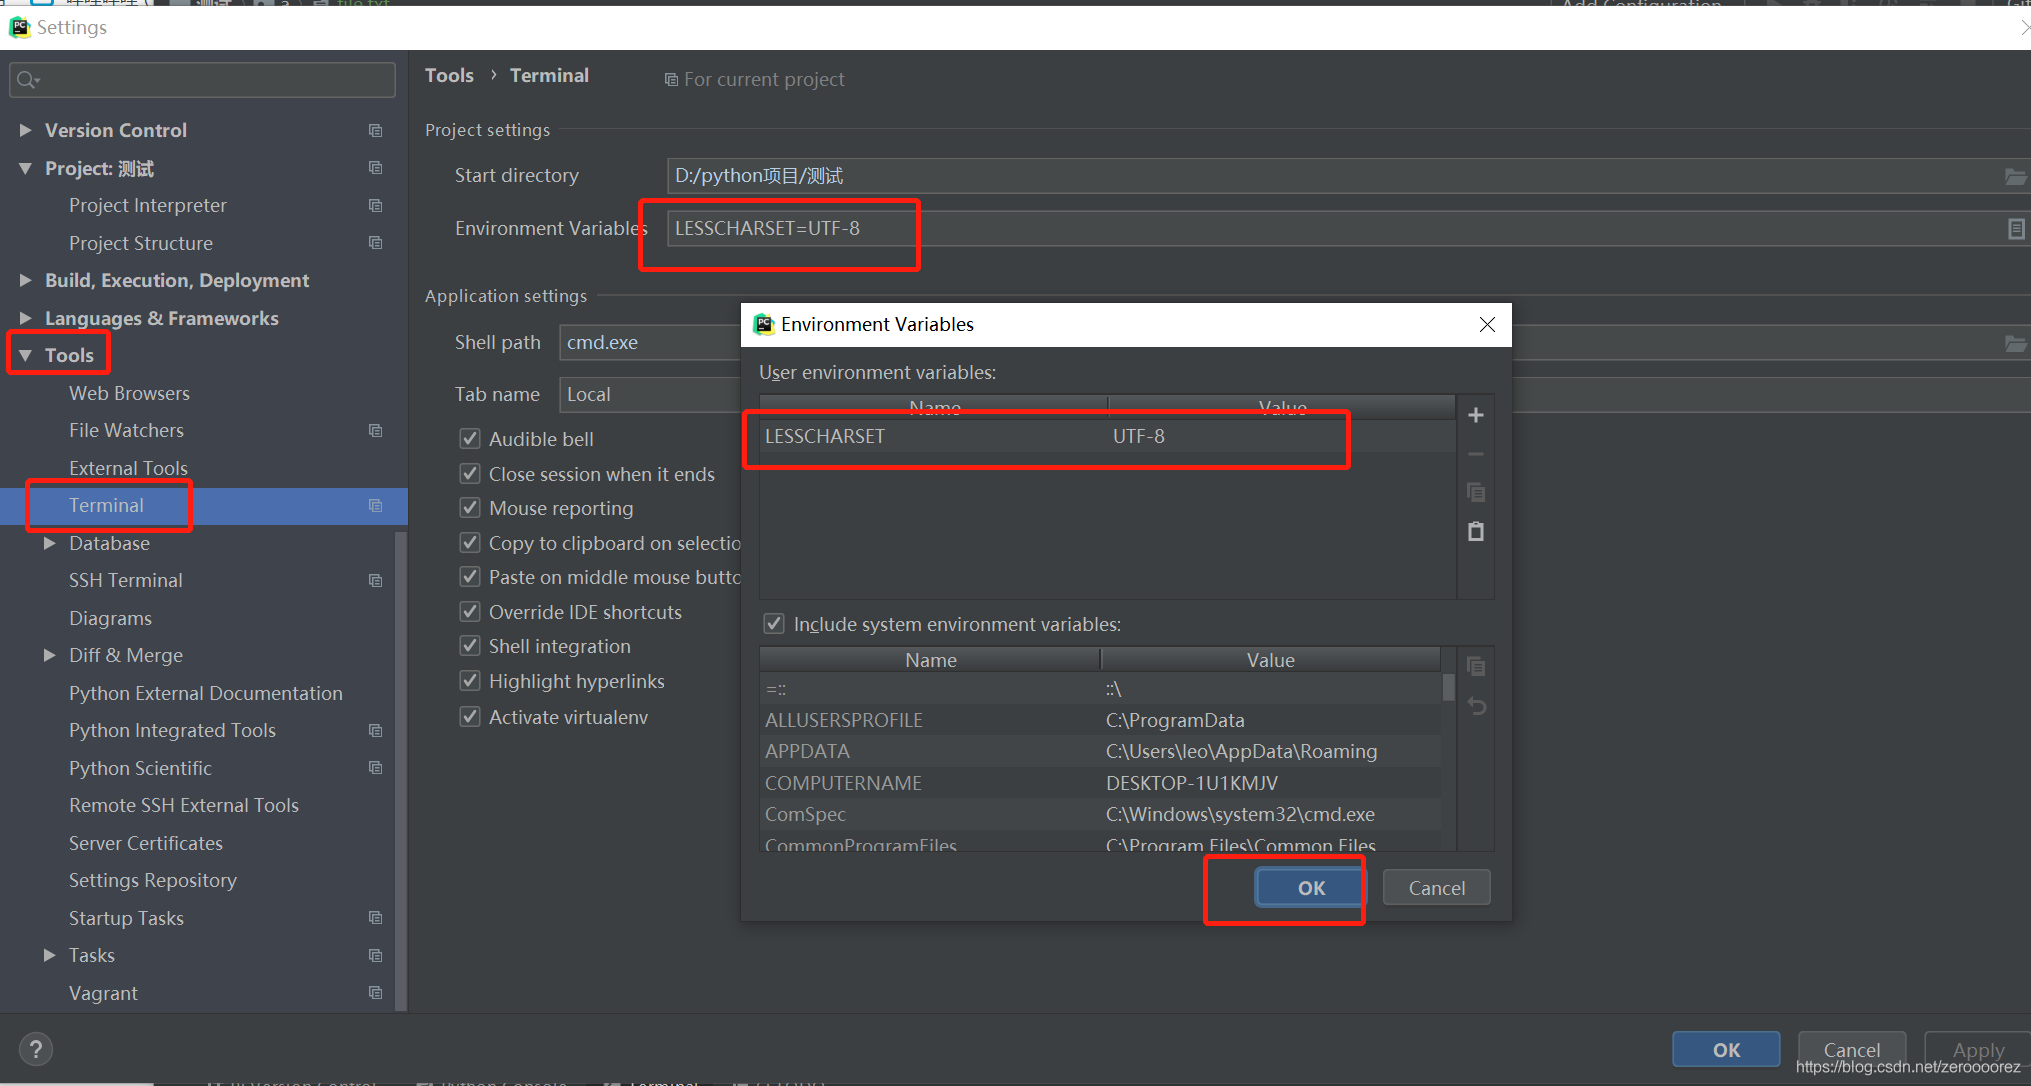 Settings
Tools › Terminal
For current project
Version Control
Project: 测试
Project Interpreter
Project Structure
Build, Execution, Deployment
Languages & Frameworks
Tools
Web Browsers
File Watchers
External Tools
Terminal
Database
SSH Terminal
Diagrams
Diff & Merge
Python External Documentation
Python Integrated Tools
Python Scientific
Remote SSH External Tools
Server Certificates
Settings Repository
Startup Tasks
Tasks
Vagrant
Project settings
Start directory D:/python项目/测试
Environment Variables LESSCHARSET=UTF-8
Application settings
Shell path cmd.exe
Tab name Local
Audible bell
Close session when it ends
Mouse reporting
Copy to clipboard on selectio
Paste on middle mouse butto
Override IDE shortcuts
Shell integration
Highlight hyperlinks
Activate virtualenv
Environment Variables
User environment variables:
Name Value
LESSCHARSET UTF-8
Include system environment variables:
Name Value
=:: ::\
ALLUSERSPROFILE C:\ProgramData
APPDATA C:\Users\leo\AppData\Roaming
COMPUTERNAME DESKTOP-1U1KMJV
ComSpec C:\Windows\system32\cmd.exe
CommonProgramFiles C:\Program Files\Common Files
OK Cancel
? OK Cancel Apply
https://blog.csdn.net/zeroooorez